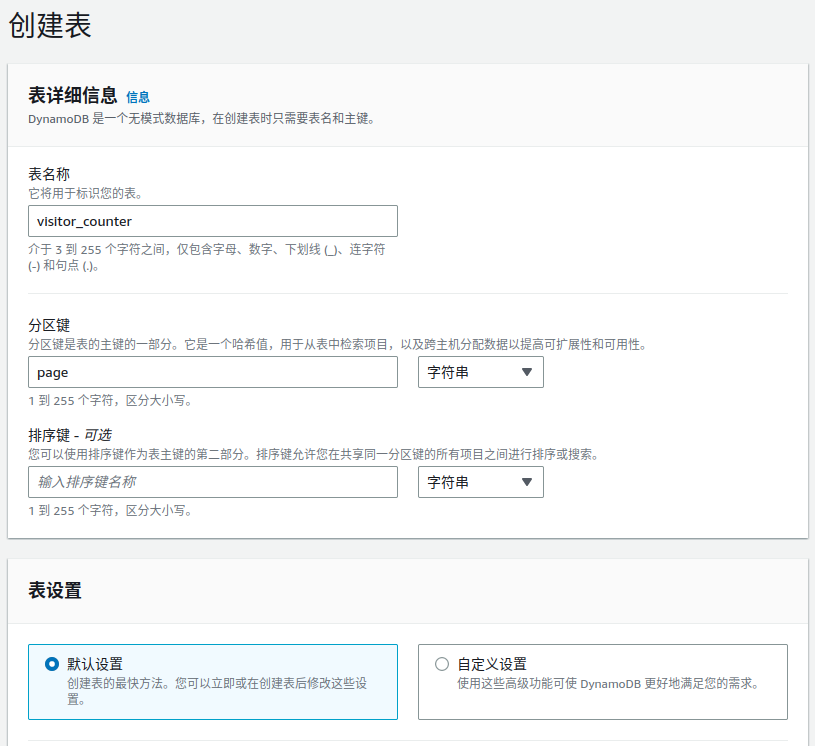 创建表
表详细信息 信息
DynamoDB 是一个无模式数据库，在创建表时只需要表名和主键。
表名称
它将用于标识您的表。
visitor_counter
介于 3 到 255 个字符之间，仅包含字母、数字、下划线 (_)、连字符
(-) 和句点 (.)。
分区键
分区键是表的主键的一部分。它是一个哈希值，用于从表中检索项目，以及跨主机分配数据以提高可扩展性和可用性。
page 字符串
1 到 255 个字符，区分大小写。
排序键 - 可选
您可以使用排序键作为表主键的第二部分。排序键允许您在共享同一分区键的所有项目之间进行排序或搜索。
输入排序键名称 字符串
1 到 255 个字符，区分大小写。
表设置
默认设置
创建表的最快方法。您可以立即或在创建表后修改这些设
置。
自定义设置
使用这些高级功能可使 DynamoDB 更好地满足您的需求。